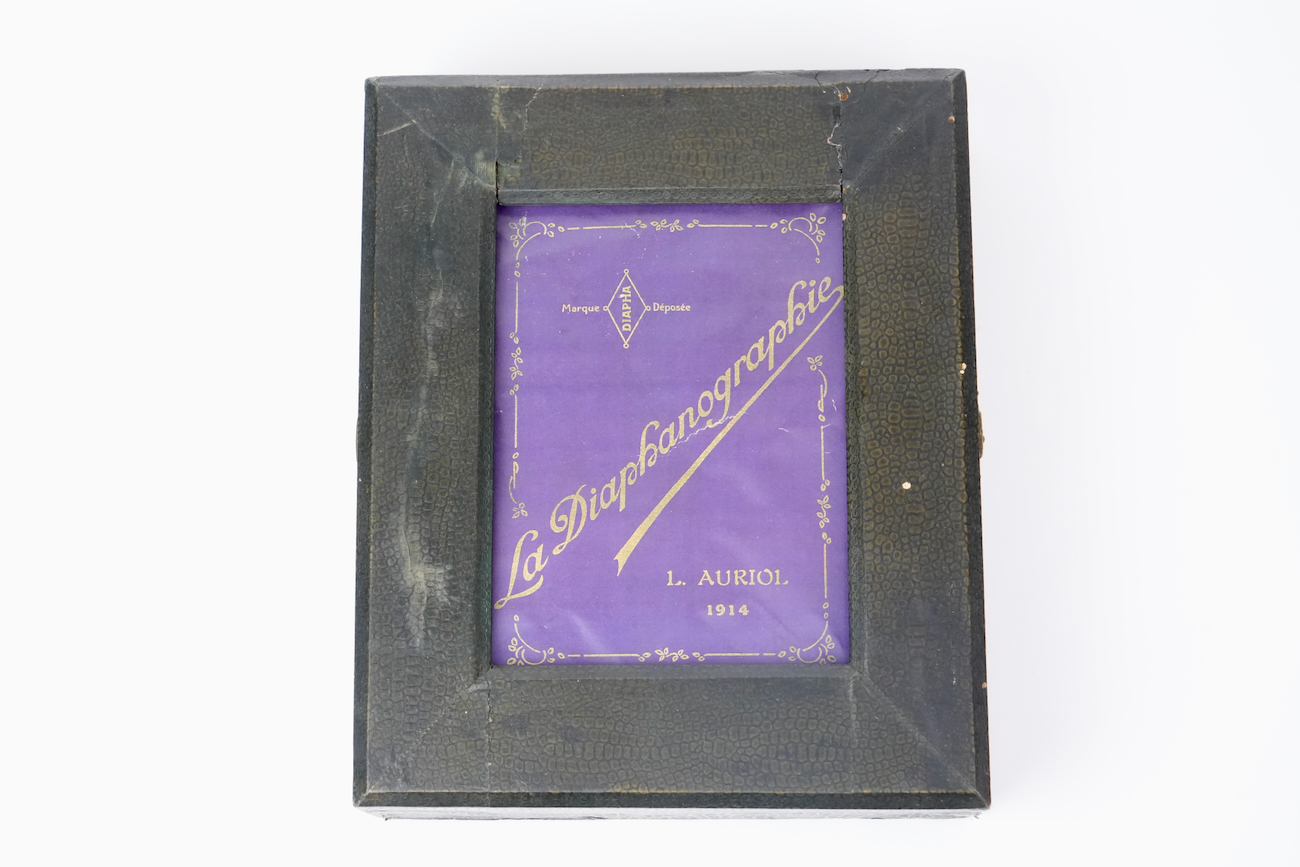 Marque DIAPHA Déposée
La Diaphanographie
L. AURIOL
1914